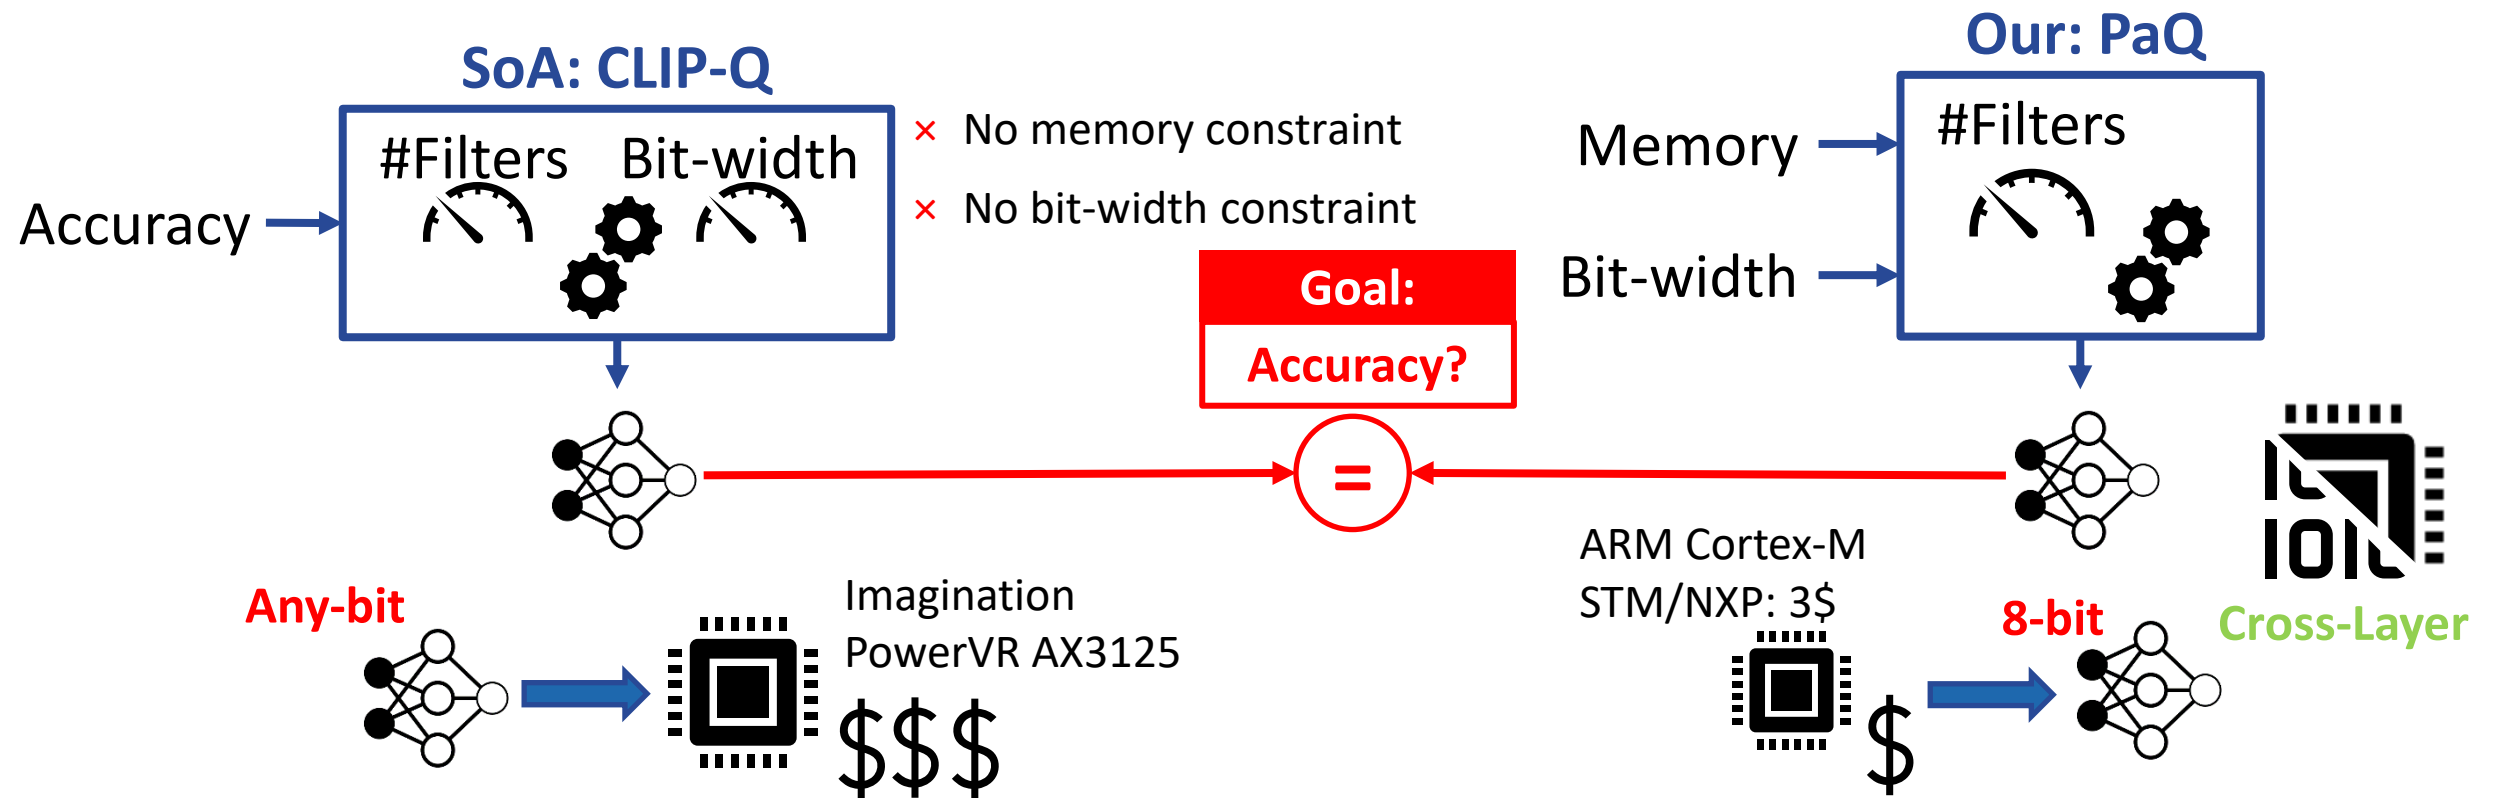 SoA: CLIP-Q
#Filters Bit-width
Accuracy
× No memory constraint
× No bit-width constraint
Our: PaQ
#Filters
Memory
Bit-width
Goal:
Accuracy?
=
Any-bit
Imagination
PowerVR AX3125
$$$
ARM Cortex-M
STM/NXP: 3$
$
8-bit
Cross-Layer